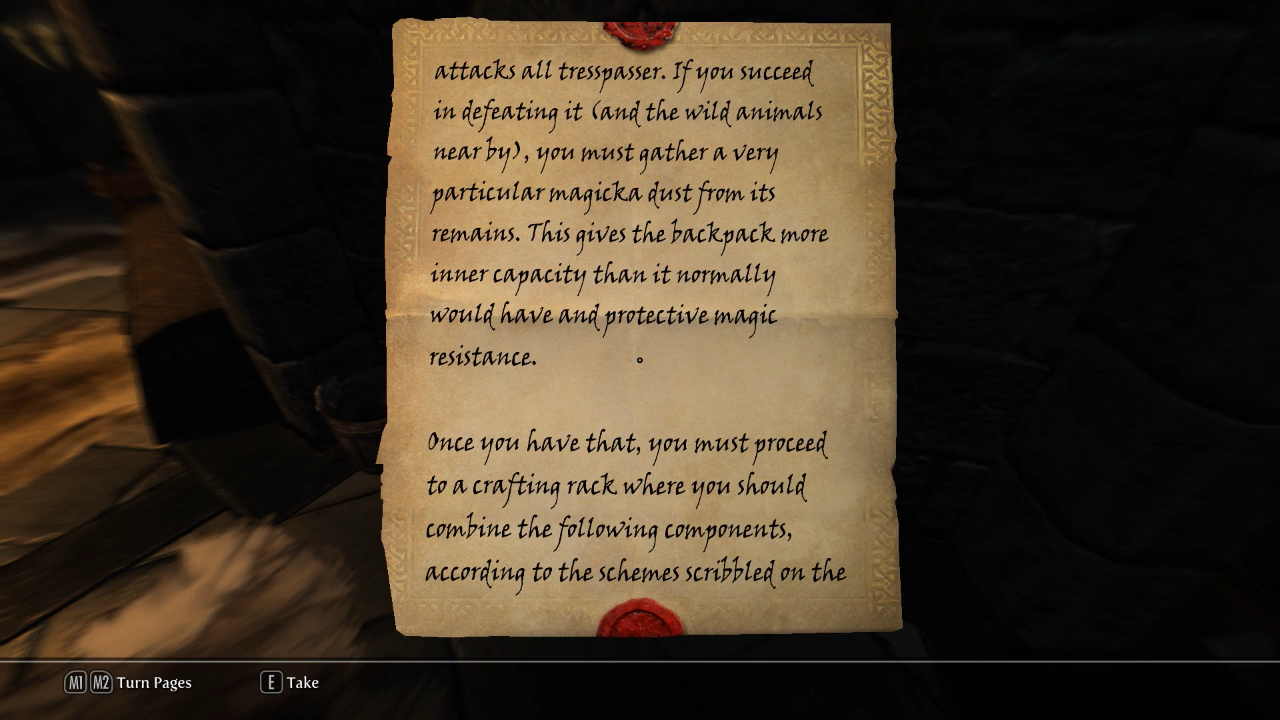 attacks all tresspasser. If you succeed
in defeating it (and the wild animals
near by), you must gather a very
particular magicka dust from its
remains. This gives the backpack more
inner capacity than it normally
would have and protective magic
resistance.
Once you have that, you must proceed
to a crafting rack where you should
combine the following components,
according to the schemes scribbled on the
M1 M2 Turn Pages E Take